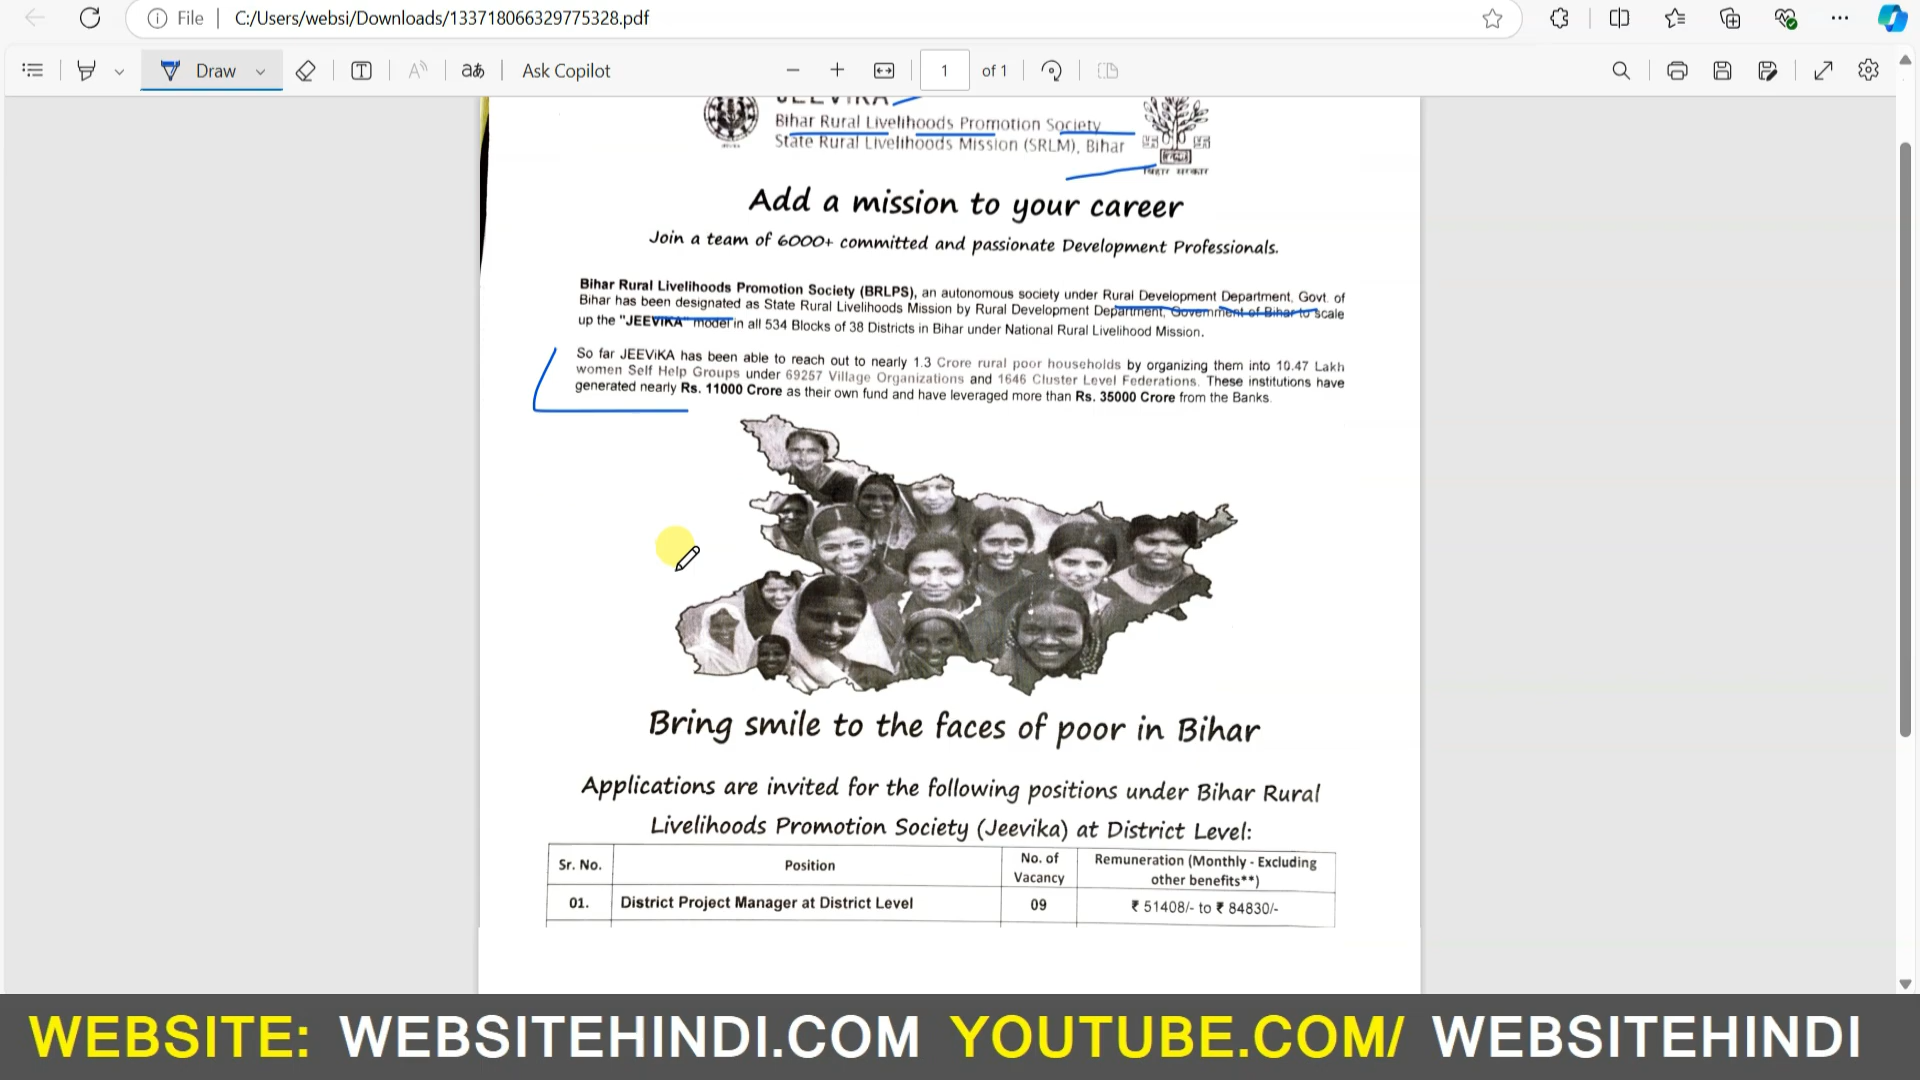 File
C:/Users/websi/Downloads/133718066329775328.pdf
Draw
Ask Copilot
1 of 1
JEEViKA
Bihar Rural Livelihoods Promotion Society
State Rural Livelihoods Mission (SRLM), Bihar
बिहार सरकार
Add a mission to your career
Join a team of 6000+ committed and passionate Development Professionals.
Bihar Rural Livelihoods Promotion Society (BRLPS), an autonomous society under Rural Development Department, Govt. of
Bihar has been designated as State Rural Livelihoods Mission by Rural Development Department, Government of Bihar to scale
up the "JEEViKA" model in all 534 Blocks of 38 Districts in Bihar under National Rural Livelihood Mission.
So far JEEViKA has been able to reach out to nearly 1.3 Crore rural poor households by organizing them into 10.47 Lakh
women Self Help Groups under 69257 Village Organizations and 1646 Cluster Level Federations. These institutions have
generated nearly Rs. 11000 Crore as their own fund and have leveraged more than Rs. 35000 Crore from the Banks.
Bring smile to the faces of poor in Bihar
Applications are invited for the following positions under Bihar Rural
Livelihoods Promotion Society (Jeevika) at District Level:
Sr. No. Position No. of Vacancy Remuneration (Monthly - Excluding other benefits**)
01. District Project Manager at District Level 09 ₹ 51408/- to ₹ 84830/-
WEBSITE: WEBSITEHINDI.COM YOUTUBE.COM/ WEBSITEHINDI